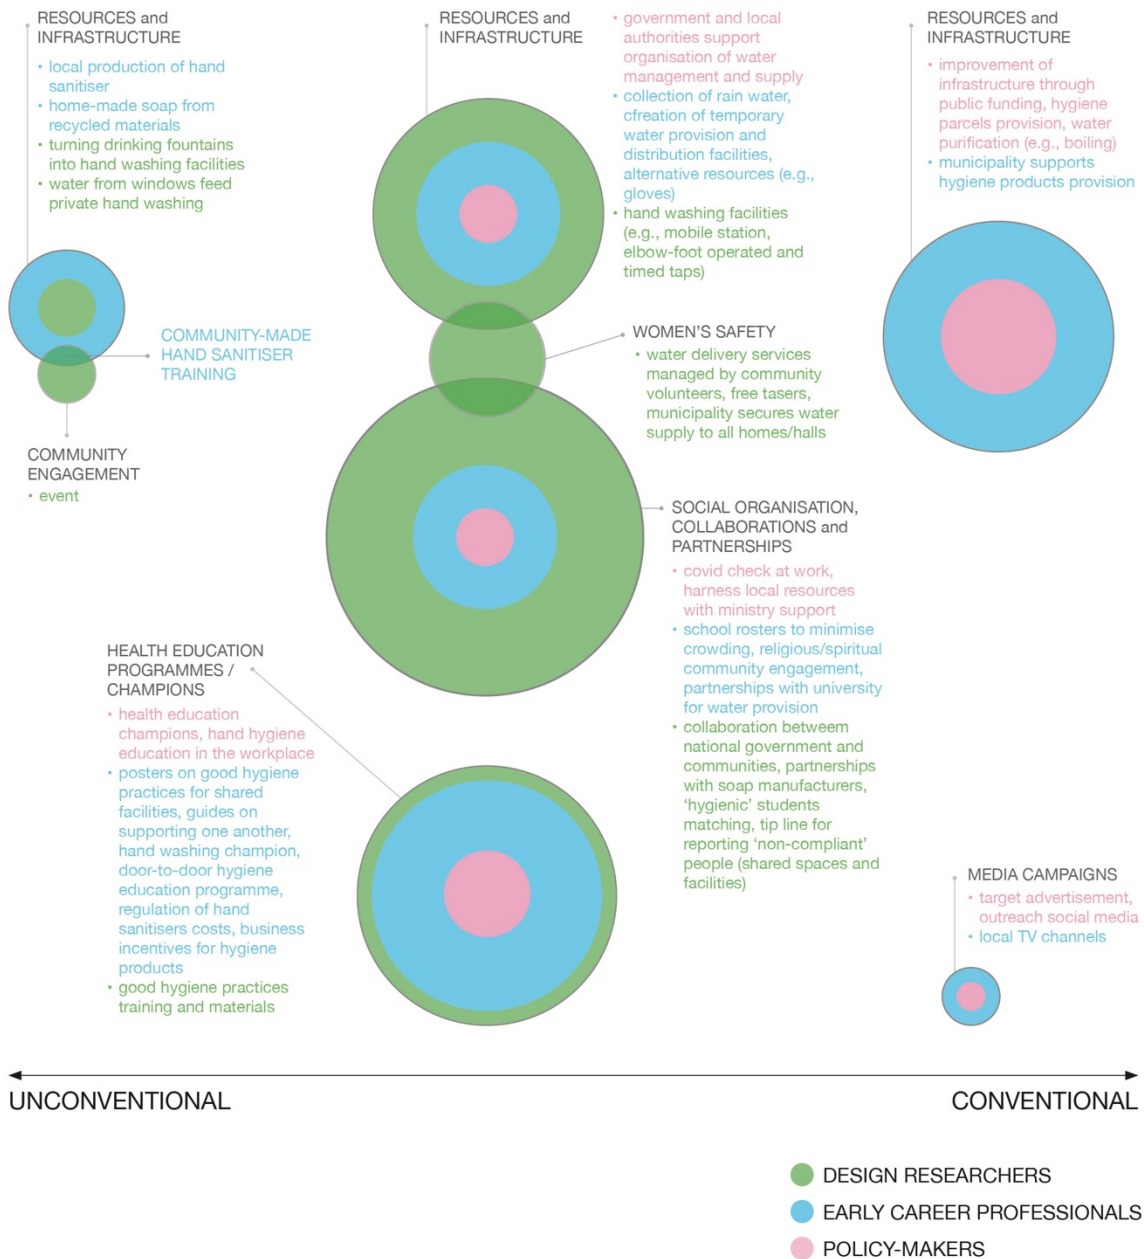 RESOURCES and
INFRASTRUCTURE
• local production of hand
sanitiser
• home-made soap from
recycled materials
• turning drinking fountains
into hand washing facilities
• water from windows feed
private hand washing
COMMUNITY-MADE
HAND SANITISER
TRAINING
COMMUNITY
ENGAGEMENT
• event
RESOURCES and
INFRASTRUCTURE
• government and local
authorities support
organisation of water
management and supply
• collection of rain water,
cfreation of temporary
water provision and
distribution facilities,
alternative resources (e.g.,
gloves)
• hand washing facilities
(e.g., mobile station,
elbow-foot operated and
timed taps)
WOMEN'S SAFETY
• water delivery services
managed by community
volunteers, free tasers,
municipality secures water
supply to all homes/halls
SOCIAL ORGANISATION,
COLLABORATIONS and
PARTNERSHIPS
• covid check at work,
harness local resources
with ministry support
• school rosters to minimise
crowding, religious/spiritual
community engagement,
partnerships with university
for water provision
• collaboration betweem
national government and
communities, partnerships
with soap manufacturers,
'hygienic' students
matching, tip line for
reporting 'non-compliant'
people (shared spaces and
facilities)
HEALTH EDUCATION
PROGRAMMES /
CHAMPIONS
• health education
champions, hand hygiene
education in the workplace
• posters on good hygiene
practices for shared
facilities, guides on
supporting one another,
hand washing champion,
door-to-door hygiene
education programme,
regulation of hand
sanitisers costs, business
incentives for hygiene
products
• good hygiene practices
training and materials
RESOURCES and
INFRASTRUCTURE
• improvement of
infrastructure through
public funding, hygiene
parcels provision, water
purification (e.g., boiling)
• municipality supports
hygiene products provision
MEDIA CAMPAIGNS
• target advertisement,
outreach social media
• local TV channels
UNCONVENTIONAL
CONVENTIONAL
DESIGN RESEARCHERS
EARLY CAREER PROFESSIONALS
POLICY-MAKERS